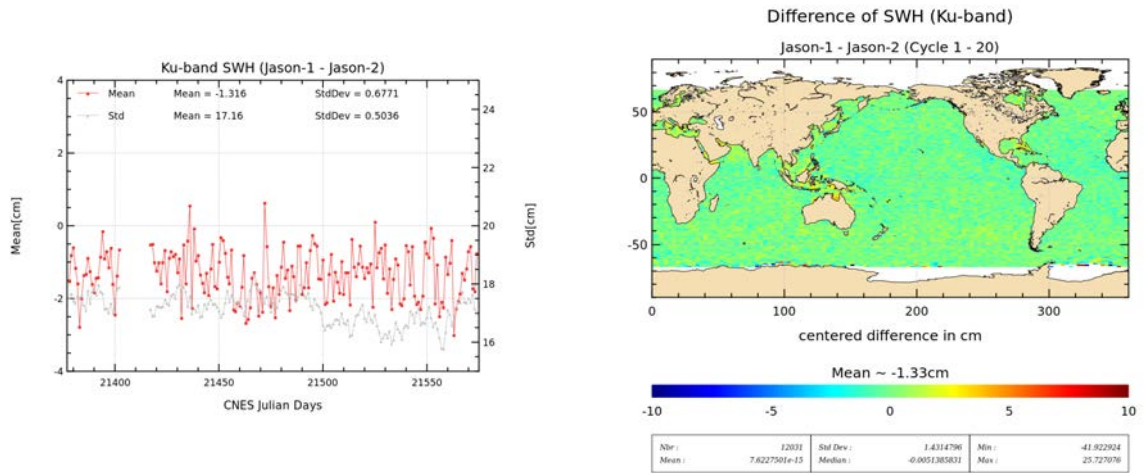 Ku-band SWH (Jason-1 - Jason-2)
Mean Mean = -1.316 StdDev = 0.6771
Std Mean = 17.16 StdDev = 0.5036
4
2
0
-2
-4
Mean[cm]
24
22
20
18
16
Std[cm]
21400 21450 21500 21550
CNES Julian Days
Difference of SWH (Ku-band)
Jason-1 - Jason-2 (Cycle 1 - 20)
50
0
-50
0 100 200 300
centered difference in cm
Mean ~ -1.33cm
-10 -5 0 5 10
Nbr : 12031 Std Dev : 1.4314796 Min : -41.922924
Mean : 7.6227501e-15 Median : -0.0051385831 Max : 25.727076